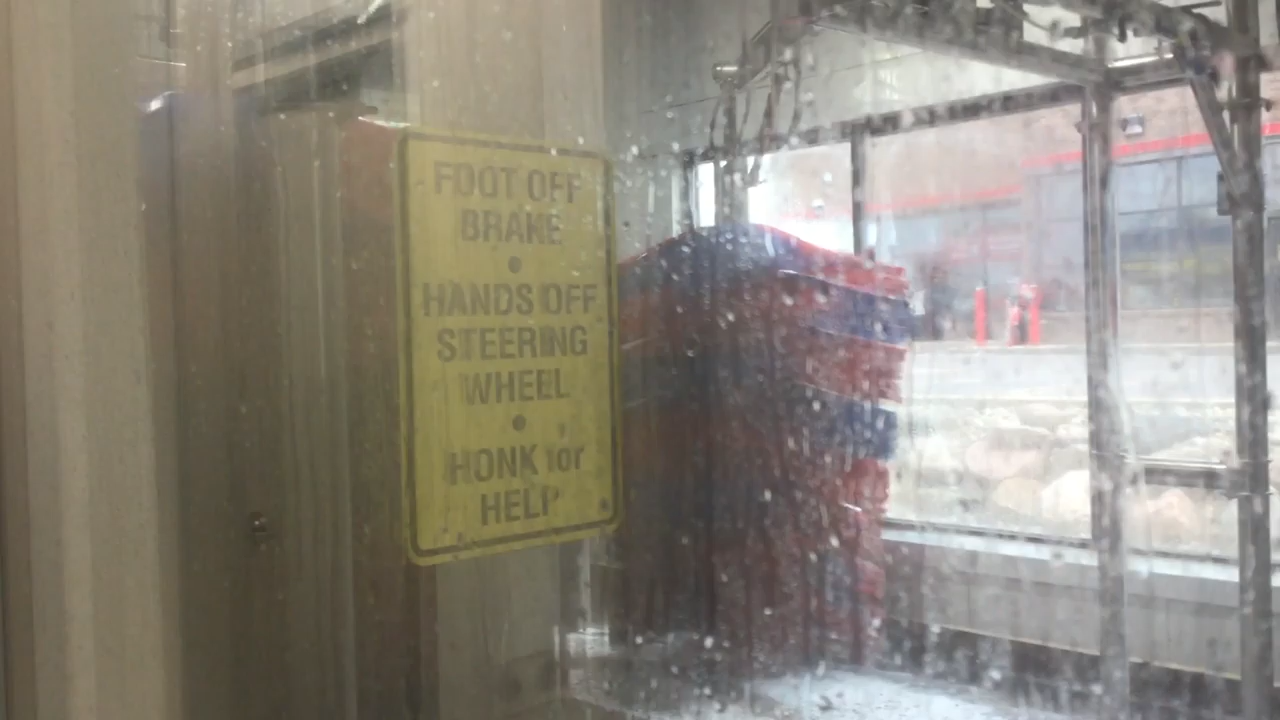 FOOT OFF
BRAKE
•
HANDS OFF
STEERING
WHEEL
•
HONK for
HELP